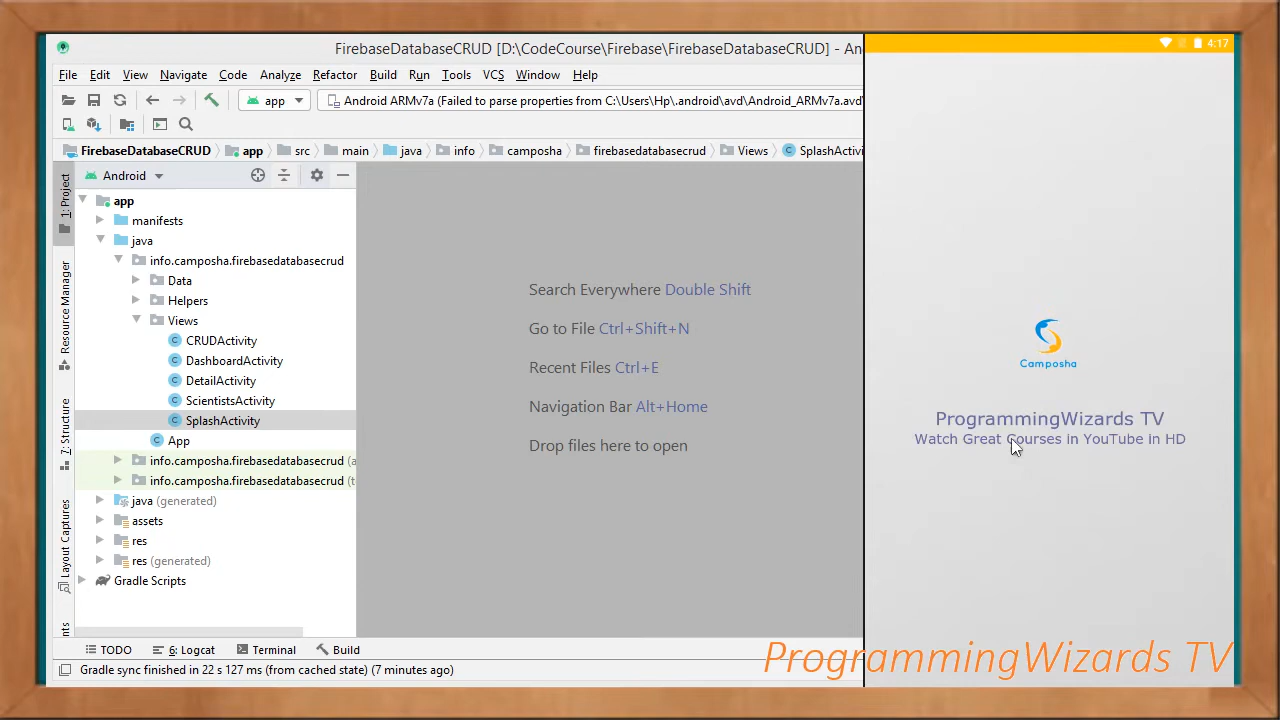 FirebaseDatabaseCRUD [D:\CodeCourse\Firebase\FirebaseDatabaseCRUD] - An
4:17
File Edit View Navigate Code Analyze Refactor Build Run Tools VCS Window Help
app Android ARMv7a (Failed to parse properties from C:\Users\Hp\.android\avd\Android_ARMv7a.avd
FirebaseDatabaseCRUD app src main java info camposha firebasedatabasecrud Views SplashActivi
1: Project
Resource Manager
7: Structure
Layout Captures
nts
Android
app
manifests
java
info.camposha.firebasedatabasecrud
Data
Helpers
Views
CRUDActivity
DashboardActivity
DetailActivity
ScientistsActivity
SplashActivity
App
info.camposha.firebasedatabasecrud (a
info.camposha.firebasedatabasecrud (t
java (generated)
assets
res
res (generated)
Gradle Scripts
Search Everywhere Double Shift
Go to File Ctrl+Shift+N
Recent Files Ctrl+E
Navigation Bar Alt+Home
Drop files here to open
Camposha
ProgrammingWizards TV
Watch Great Courses in YouTube in HD
TODO 6: Logcat Terminal Build
Gradle sync finished in 22 s 127 ms (from cached state) (7 minutes ago)
ProgrammingWizards TV